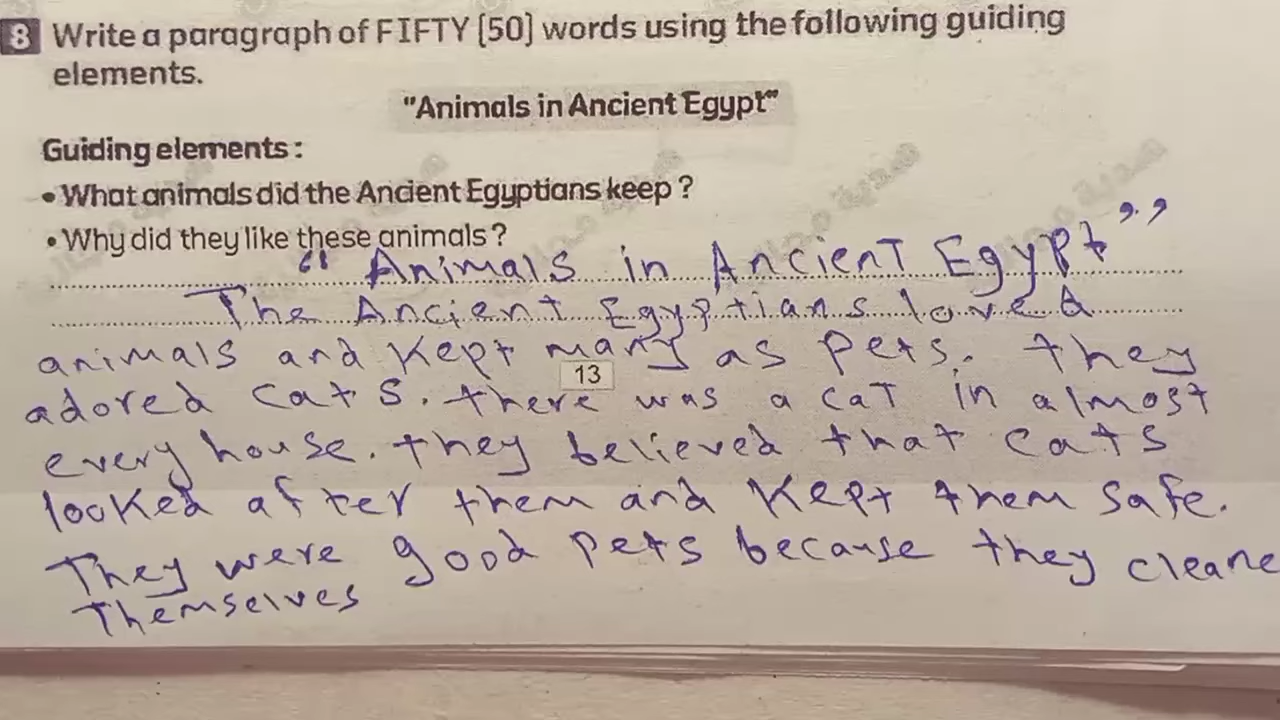 8 Write a paragraph of FIFTY (50) words using the following guiding
elements.
"Animals in Ancient Egypt"
Guiding elements :
• What animals did the Ancient Egyptians keep ?
• Why did they like these animals ?
"Animals in Ancient Egypt"
The Ancient Egyptians loved
animals and kept many as pets. they
13
adored cats. there was a cat in almost
every house. they believed that cats
looked after them and kept them safe.
They were good pets because they cleane
themselves